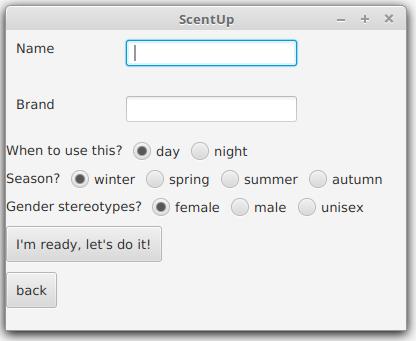 ScentUp
Name
Brand
When to use this? day night
Season? winter spring summer autumn
Gender stereotypes? female male unisex
I'm ready, let's do it!
back